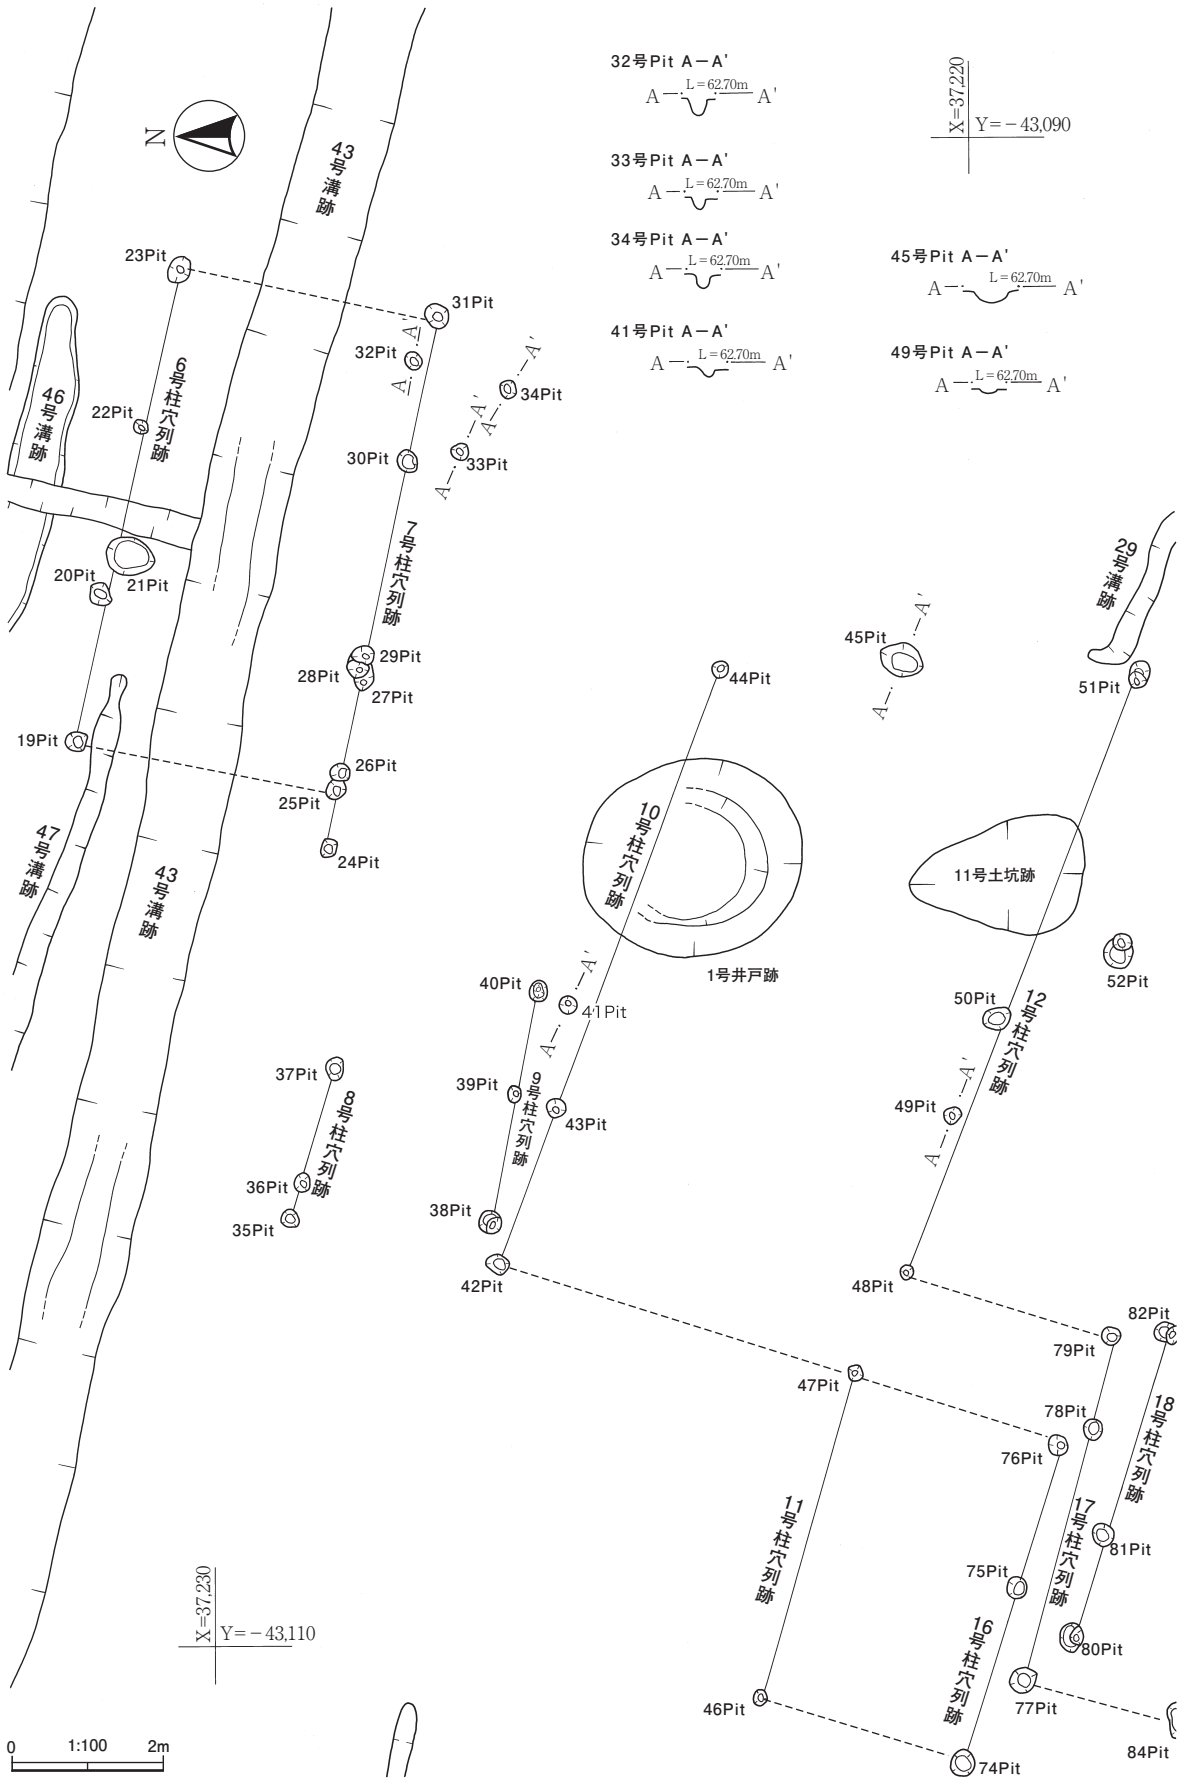 32号Pit A－A'
A L＝62.70m A'
33号Pit A－A'
A L＝62.70m A'
34号Pit A－A'
A L＝62.70m A'
41号Pit A－A'
A L＝62.70m A'
45号Pit A－A'
A L＝62.70m A'
49号Pit A－A'
A L＝62.70m A'
X＝37,220
Y＝－43,090
N
43号溝跡
23Pit
31Pit
A'
32Pit
A
A'
34Pit
A
A'
33Pit
A
46号溝跡
22Pit
6号柱穴列跡
30Pit
7号柱穴列跡
20Pit
21Pit
29Pit
28Pit
27Pit
19Pit
26Pit
25Pit
24Pit
47号溝跡
43号溝跡
29号溝跡
A'
45Pit
A
44Pit
51Pit
10号柱穴列跡
11号土坑跡
1号井戸跡
52Pit
40Pit
A'
41Pit
A
50Pit
12号柱穴列跡
37Pit
8号柱穴列跡
39Pit
9号柱穴列跡
43Pit
A'
49Pit
A
36Pit
35Pit
38Pit
42Pit
48Pit
82Pit
79Pit
47Pit
78Pit
18号柱穴列跡
76Pit
11号柱穴列跡
17号柱穴列跡
81Pit
75Pit
16号柱穴列跡
80Pit
X＝37,230
Y＝－43,110
46Pit
77Pit
84Pit
74Pit
0 1:100 2m